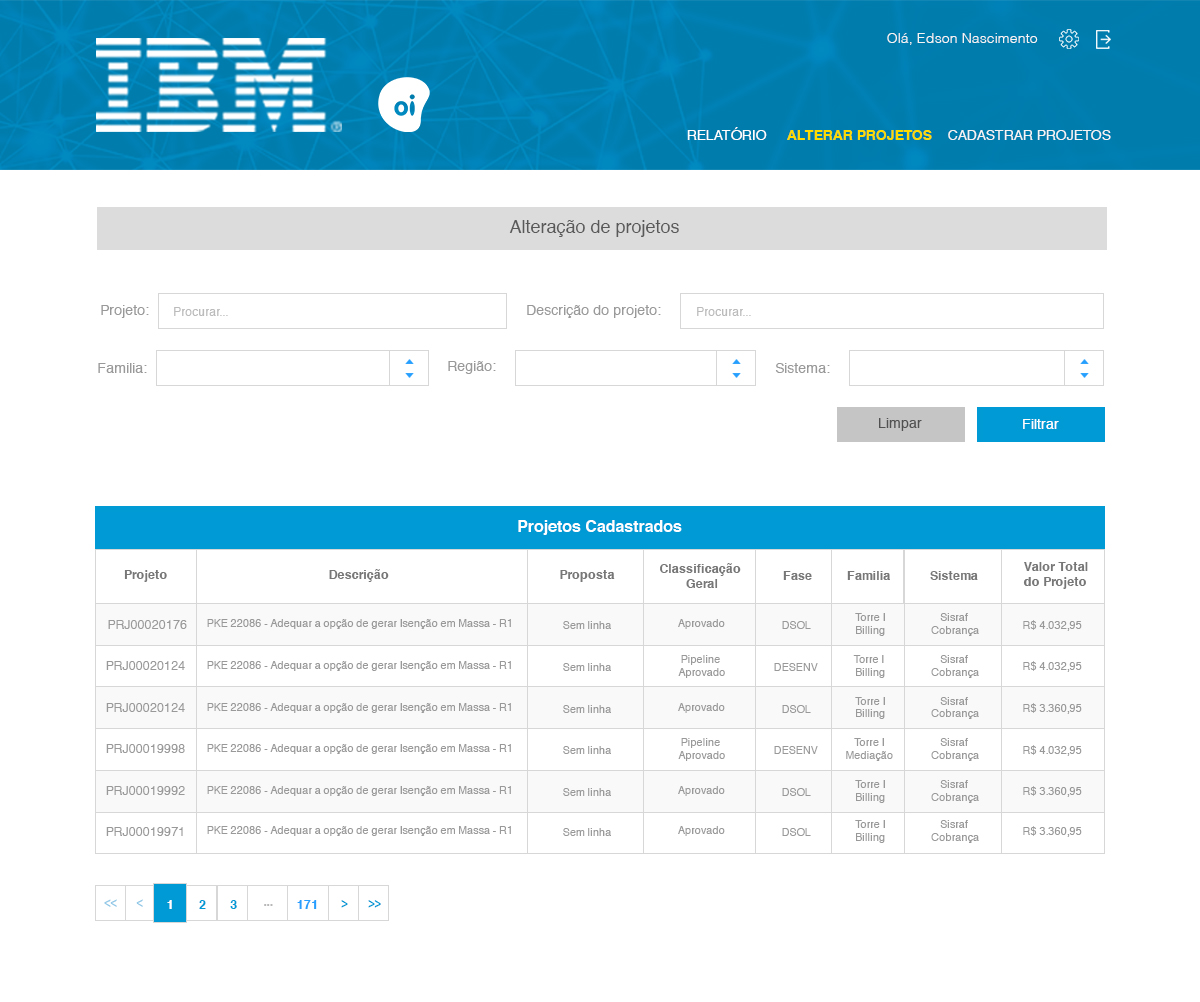 IBM®
oi
Olá, Edson Nascimento
RELATÓRIO ALTERAR PROJETOS CADASTRAR PROJETOS
Alteração de projetos
Projeto: Procurar... Descrição do projeto: Procurar...
Familia: Região: Sistema:
Limpar Filtrar
Projetos Cadastrados
Projeto Descrição Proposta Classificação Geral Fase Familia Sistema Valor Total do Projeto
PRJ00020176 PKE 22086 - Adequar a opção de gerar Isenção em Massa - R1 Sem linha Aprovado DSOL Torre I Billing Sisraf Cobrança R$ 4.032,95
PRJ00020124 PKE 22086 - Adequar a opção de gerar Isenção em Massa - R1 Sem linha Pipeline Aprovado DESENV Torre I Billing Sisraf Cobrança R$ 4.032,95
PRJ00020124 PKE 22086 - Adequar a opção de gerar Isenção em Massa - R1 Sem linha Aprovado DSOL Torre I Billing Sisraf Cobrança R$ 3.360,95
PRJ00019998 PKE 22086 - Adequar a opção de gerar Isenção em Massa - R1 Sem linha Pipeline Aprovado DESENV Torre I Mediação Sisraf Cobrança R$ 4.032,95
PRJ00019992 PKE 22086 - Adequar a opção de gerar Isenção em Massa - R1 Sem linha Aprovado DSOL Torre I Billing Sisraf Cobrança R$ 3.360,95
PRJ00019971 PKE 22086 - Adequar a opção de gerar Isenção em Massa - R1 Sem linha Aprovado DSOL Torre I Billing Sisraf Cobrança R$ 3.360,95
<< < 1 2 3 ... 171 > >>